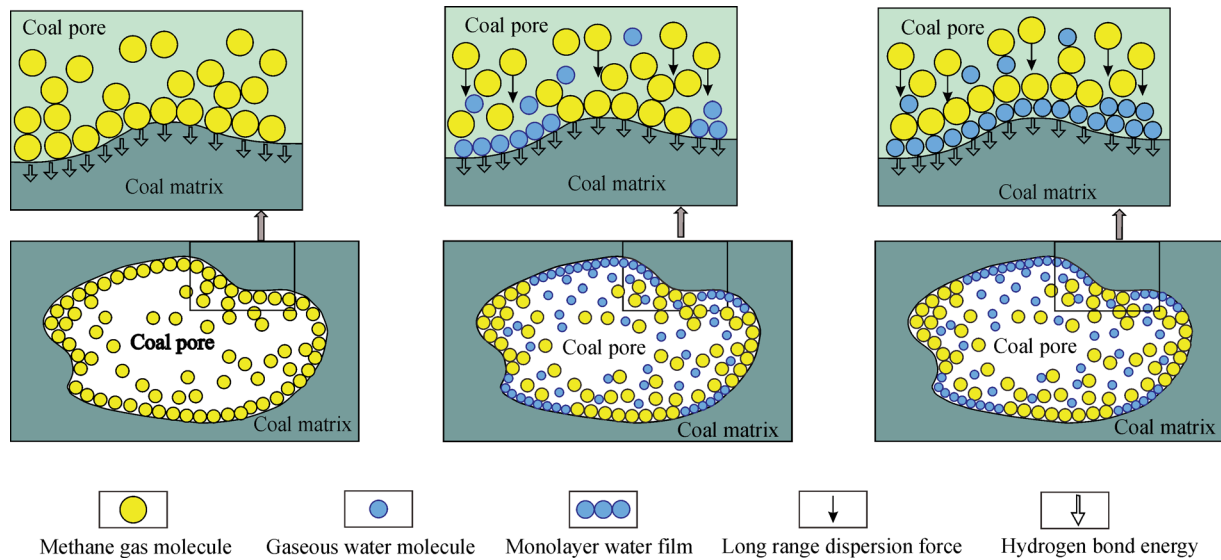 Coal pore
Coal matrix
Coal pore
Coal matrix
Coal pore
Coal matrix
Coal pore
Coal matrix
Coal pore
Coal matrix
Coal pore
Coal matrix
Methane gas molecule
Gaseous water molecule
Monolayer water film
Long range dispersion force
Hydrogen bond energy